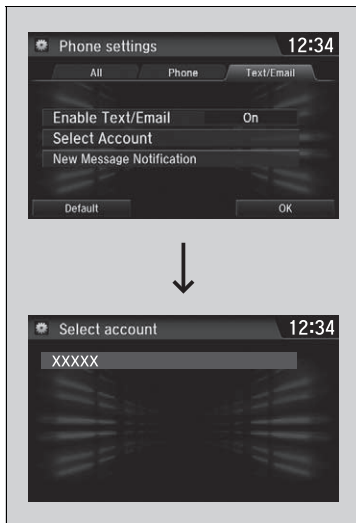 Phone settings 12:34
All Phone Text/Email
Enable Text/Email On
Select Account
New Message Notification
Default OK
Select account 12:34
XXXXX